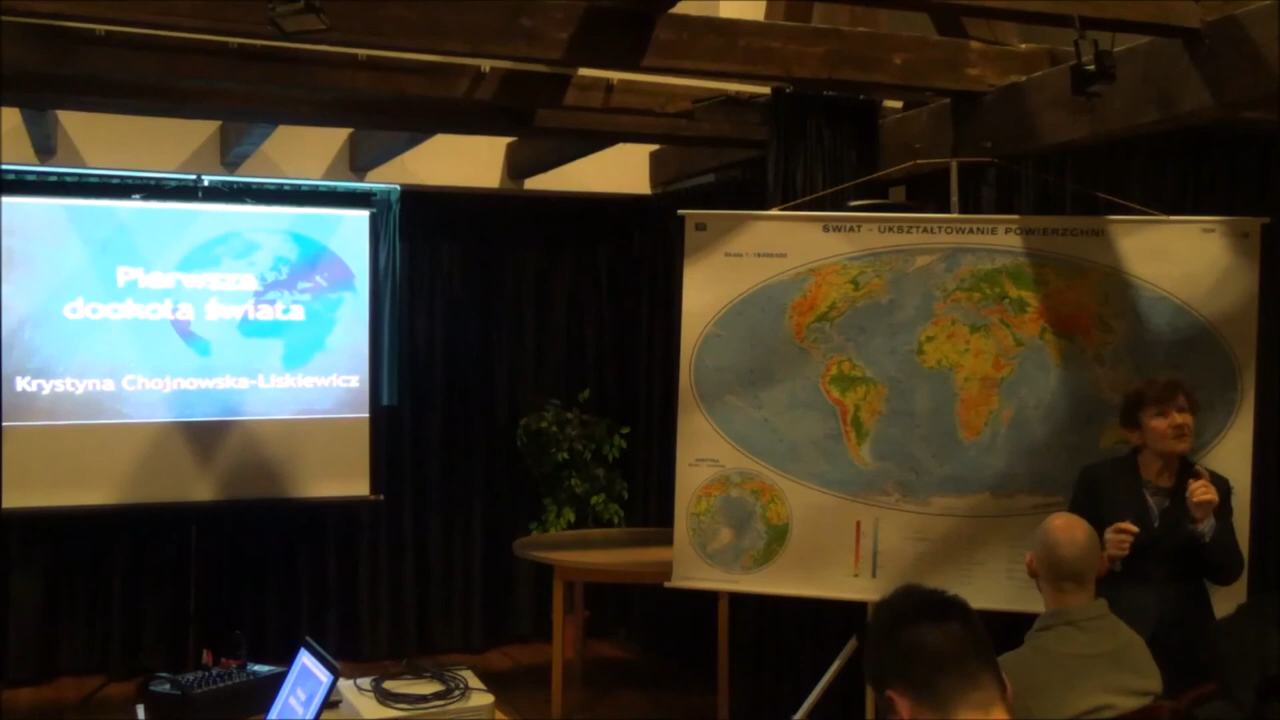 Pierwsza
dookoła świata
Krystyna Chojnowska-Liskiewicz
ŚWIAT - UKSZTAŁTOWANIE POWIERZCHNI